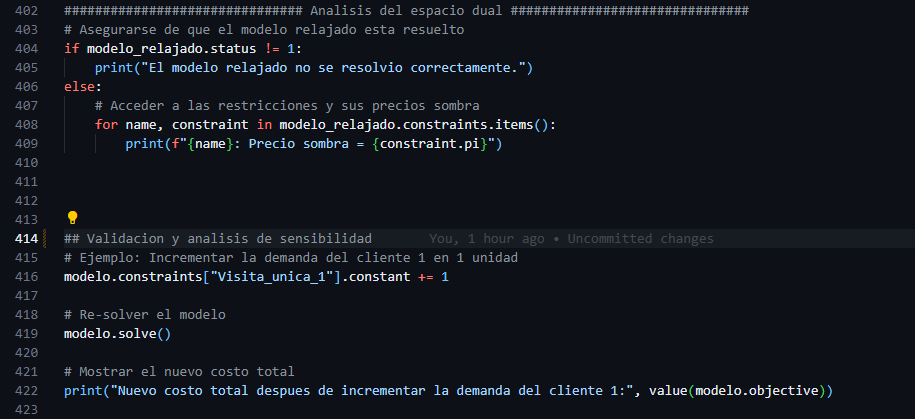 402 ############################### Analisis del espacio dual ###############################
403 # Asegurarse de que el modelo relajado esta resuelto
404 if modelo_relajado.status != 1:
405     print("El modelo relajado no se resolvio correctamente.")
406 else:
407     # Acceder a las restricciones y sus precios sombra
408     for name, constraint in modelo_relajado.constraints.items():
409         print(f"{name}: Precio sombra = {constraint.pi}")
410
411
412
413
414 ## Validacion y analisis de sensibilidad You, 1 hour ago • Uncommitted changes
415 # Ejemplo: Incrementar la demanda del cliente 1 en 1 unidad
416 modelo.constraints["Visita_unica_1"].constant += 1
417
418 # Re-solver el modelo
419 modelo.solve()
420
421 # Mostrar el nuevo costo total
422 print("Nuevo costo total despues de incrementar la demanda del cliente 1:", value(modelo.objective))
423